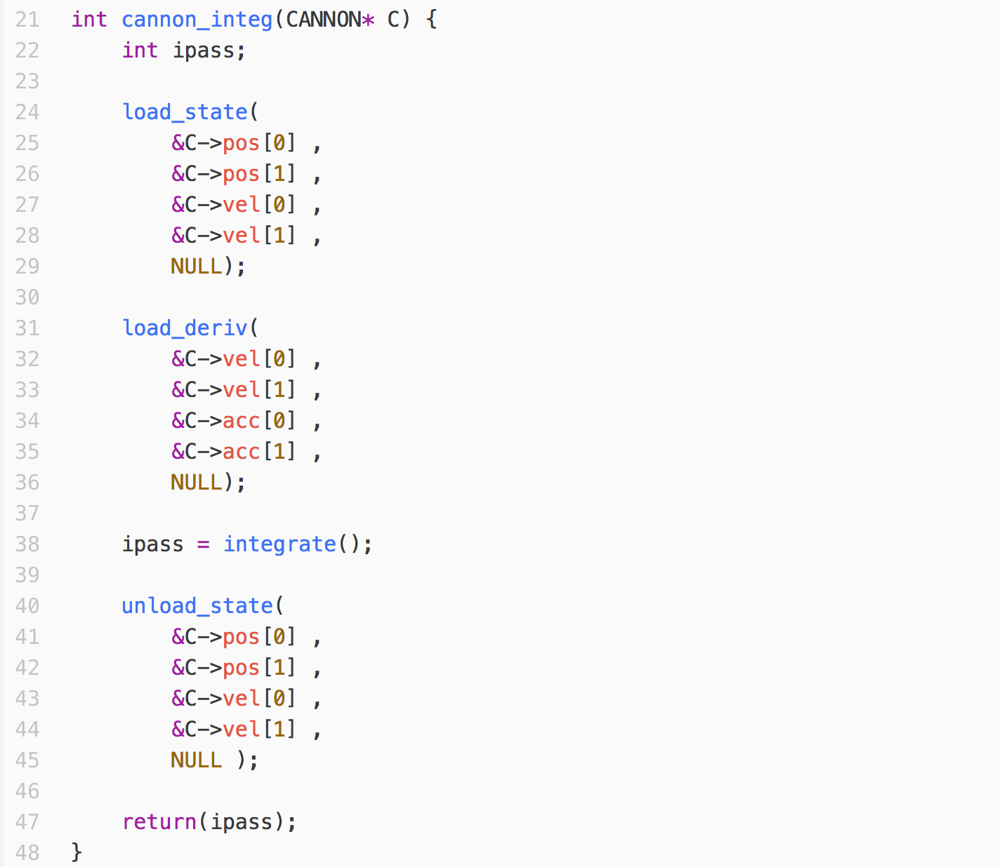 21 int cannon_integ(CANNON* C) {
22     int ipass;
23
24     load_state(
25         &C->pos[0] ,
26         &C->pos[1] ,
27         &C->vel[0] ,
28         &C->vel[1] ,
29         NULL);
30
31     load_deriv(
32         &C->vel[0] ,
33         &C->vel[1] ,
34         &C->acc[0] ,
35         &C->acc[1] ,
36         NULL);
37
38     ipass = integrate();
39
40     unload_state(
41         &C->pos[0] ,
42         &C->pos[1] ,
43         &C->vel[0] ,
44         &C->vel[1] ,
45         NULL );
46
47     return(ipass);
48 }